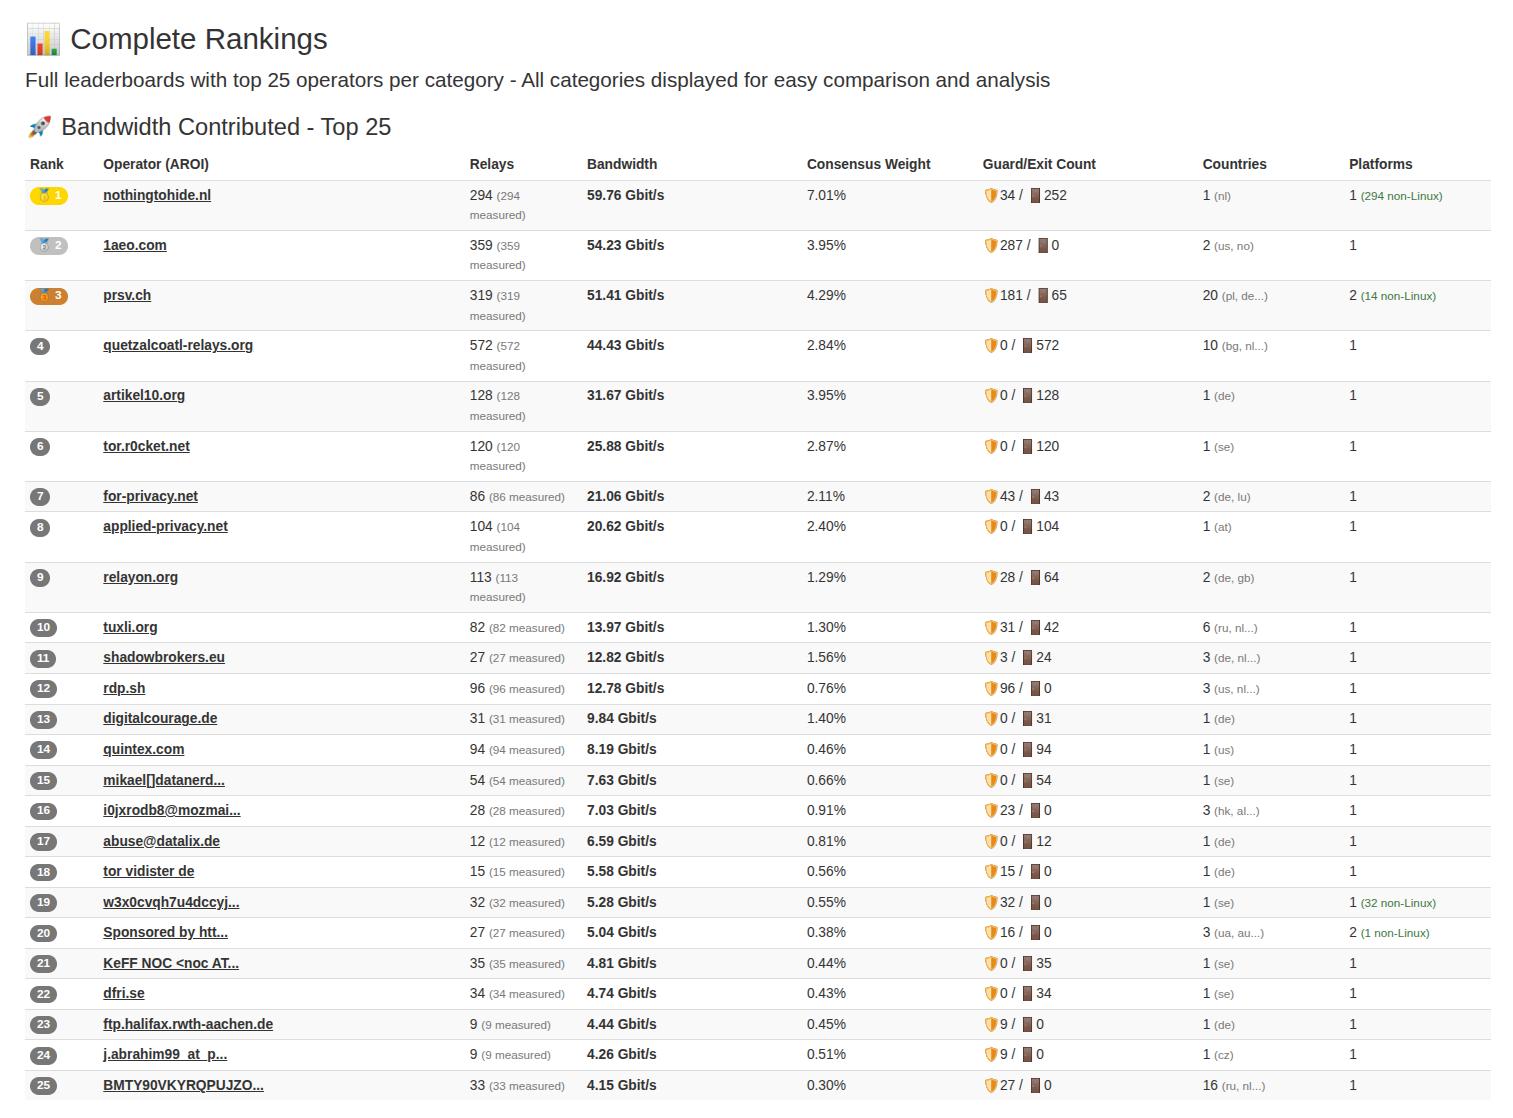 Complete Rankings
Full leaderboards with top 25 operators per category - All categories displayed for easy comparison and analysis
Bandwidth Contributed - Top 25
Rank Operator (AROI) Relays Bandwidth Consensus Weight Guard/Exit Count Countries Platforms
1 nothingtohide.nl 294 (294 measured) 59.76 Gbit/s 7.01% 34 / 252 1 (nl) 1 (294 non-Linux)
2 1aeo.com 359 (359 measured) 54.23 Gbit/s 3.95% 287 / 0 2 (us, no) 1
3 prsv.ch 319 (319 measured) 51.41 Gbit/s 4.29% 181 / 65 20 (pl, de...) 2 (14 non-Linux)
4 quetzalcoatl-relays.org 572 (572 measured) 44.43 Gbit/s 2.84% 0 / 572 10 (bg, nl...) 1
5 artikel10.org 128 (128 measured) 31.67 Gbit/s 3.95% 0 / 128 1 (de) 1
6 tor.r0cket.net 120 (120 measured) 25.88 Gbit/s 2.87% 0 / 120 1 (se) 1
7 for-privacy.net 86 (86 measured) 21.06 Gbit/s 2.11% 43 / 43 2 (de, lu) 1
8 applied-privacy.net 104 (104 measured) 20.62 Gbit/s 2.40% 0 / 104 1 (at) 1
9 relayon.org 113 (113 measured) 16.92 Gbit/s 1.29% 28 / 64 2 (de, gb) 1
10 tuxli.org 82 (82 measured) 13.97 Gbit/s 1.30% 31 / 42 6 (ru, nl...) 1
11 shadowbrokers.eu 27 (27 measured) 12.82 Gbit/s 1.56% 3 / 24 3 (de, nl...) 1
12 rdp.sh 96 (96 measured) 12.78 Gbit/s 0.76% 96 / 0 3 (us, nl...) 1
13 digitalcourage.de 31 (31 measured) 9.84 Gbit/s 1.40% 0 / 31 1 (de) 1
14 quintex.com 94 (94 measured) 8.19 Gbit/s 0.46% 0 / 94 1 (us) 1
15 mikael[]datanerd... 54 (54 measured) 7.63 Gbit/s 0.66% 0 / 54 1 (se) 1
16 i0jxrodb8@mozmai... 28 (28 measured) 7.03 Gbit/s 0.91% 23 / 0 3 (hk, al...) 1
17 abuse@datalix.de 12 (12 measured) 6.59 Gbit/s 0.81% 0 / 12 1 (de) 1
18 tor vidister de 15 (15 measured) 5.58 Gbit/s 0.56% 15 / 0 1 (de) 1
19 w3x0cvqh7u4dccyj... 32 (32 measured) 5.28 Gbit/s 0.55% 32 / 0 1 (se) 1 (32 non-Linux)
20 Sponsored by htt... 27 (27 measured) 5.04 Gbit/s 0.38% 16 / 0 3 (ua, au...) 2 (1 non-Linux)
21 KeFF NOC <noc AT... 35 (35 measured) 4.81 Gbit/s 0.44% 0 / 35 1 (se) 1
22 dfri.se 34 (34 measured) 4.74 Gbit/s 0.43% 0 / 34 1 (se) 1
23 ftp.halifax.rwth-aachen.de 9 (9 measured) 4.44 Gbit/s 0.45% 9 / 0 1 (de) 1
24 j.abrahim99_at_p... 9 (9 measured) 4.26 Gbit/s 0.51% 9 / 0 1 (cz) 1
25 BMTY90VKYRQPUJZO... 33 (33 measured) 4.15 Gbit/s 0.30% 27 / 0 16 (ru, nl...) 1